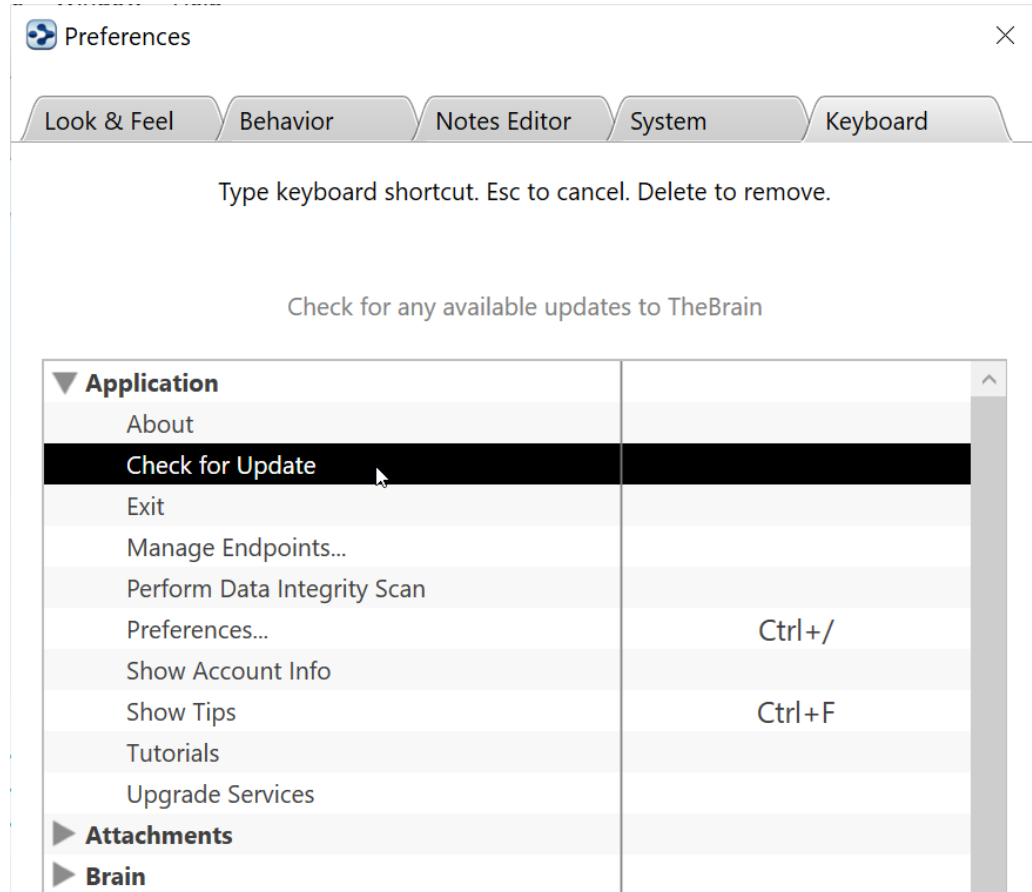 Preferences
Look & Feel Behavior Notes Editor System Keyboard
Type keyboard shortcut. Esc to cancel. Delete to remove.
Check for any available updates to TheBrain
Application
About
Check for Update
Exit
Manage Endpoints...
Perform Data Integrity Scan
Preferences... Ctrl+/
Show Account Info
Show Tips Ctrl+F
Tutorials
Upgrade Services
Attachments
Brain